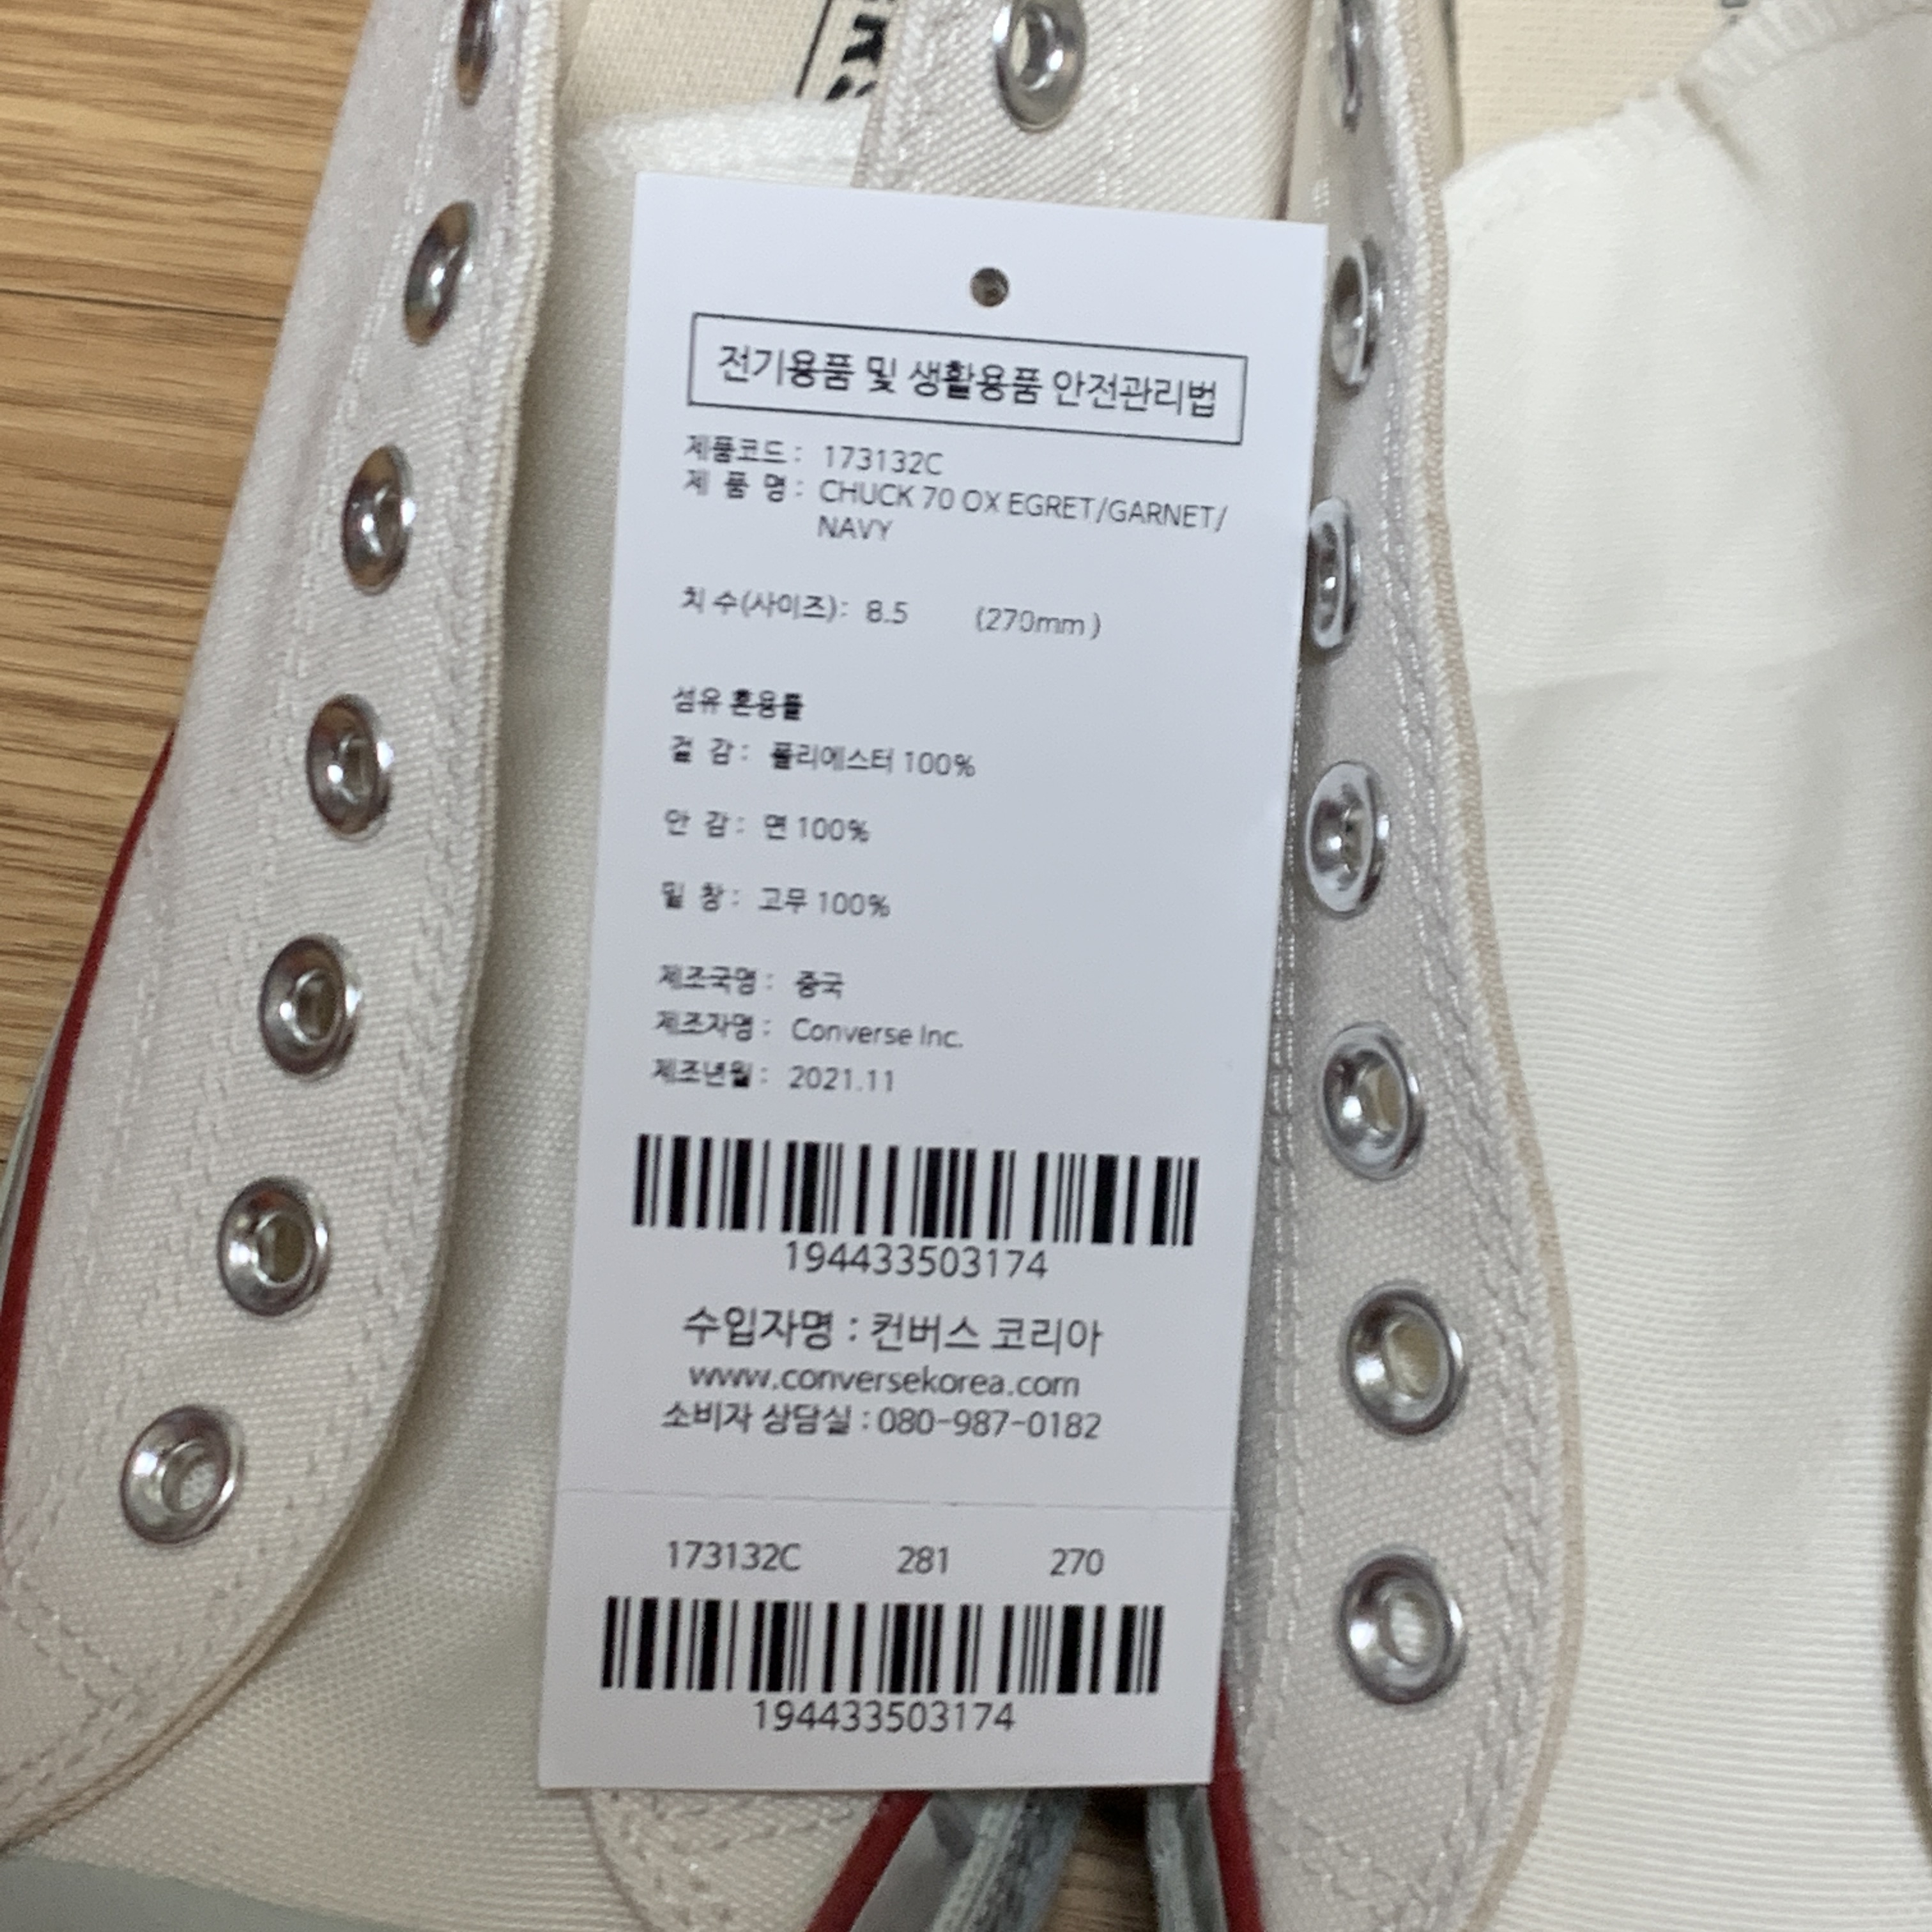 전기용품 및 생활용품 안전관리법
제품코드 : 173132C
제 품 명 : CHUCK 70 OX EGRET/GARNET/
NAVY
치 수(사이즈) : 8.5 (270mm )
섬유 혼용률
겉 감 : 폴리에스터 100%
안 감 : 면 100%
밑 창 : 고무 100%
제조국명 : 중국
제조자명 : Converse Inc.
제조년월 : 2021.11
194433503174
수입자명 : 컨버스 코리아
www.conversekorea.com
소비자 상담실 : 080-987-0182
173132C 281 270
194433503174